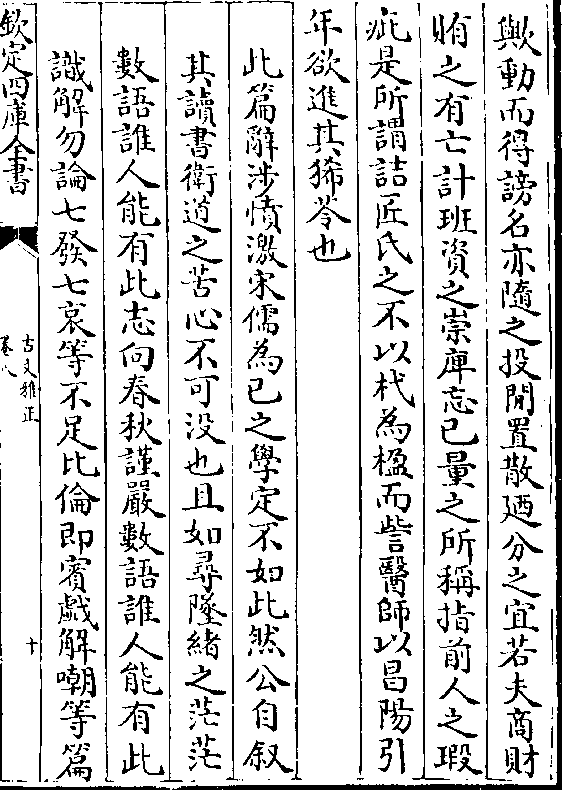 歟動而得謗名亦隨之投閒置散廼分之宜若夫商財
賄之有亡計班資之崇庳忘已量之所稱指前人之瑕
疵是所謂詰匠氏之不以杙為楹而訾醫師以昌陽引
年欲進其狶苓也
此篇辭涉憤激宋儒為已之學定不如此然公自叙
其讀書衛道之苦心不可没也且如尋墜緒之茫茫
數語誰人能有此志向春秋謹嚴數語誰人能有此
識解勿論七發七哀等不足比倫即賓戲解嘲等篇
欽定四庫全書
古文雅正
卷八
十